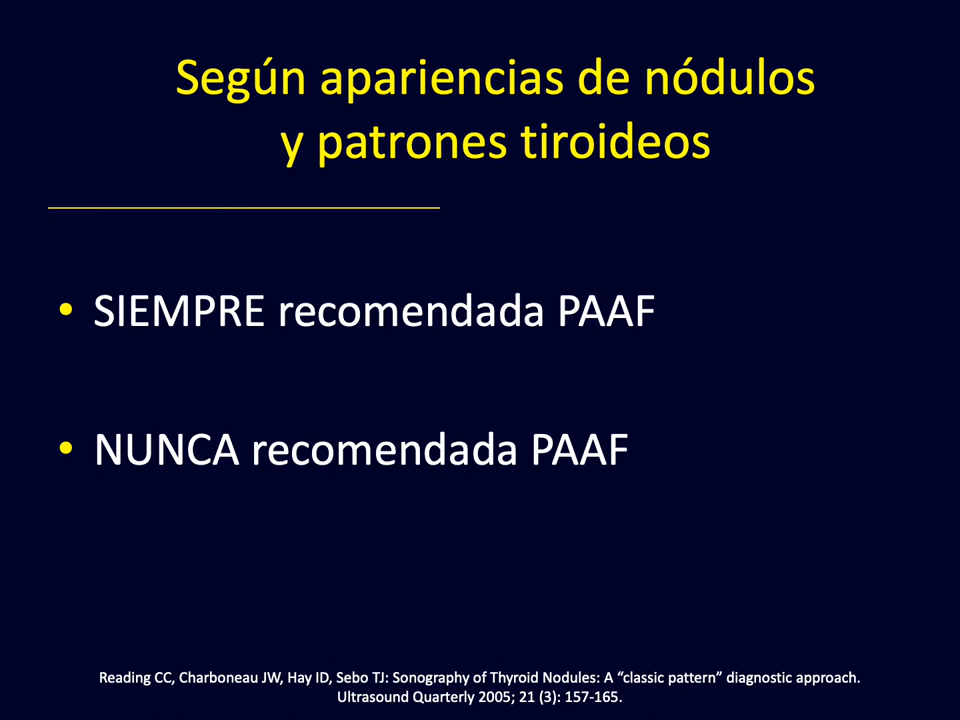 Según apariencias de nódulos
y patrones tiroideos
• SIEMPRE recomendada PAAF
• NUNCA recomendada PAAF
Reading CC, Charboneau JW, Hay ID, Sebo TJ: Sonography of Thyroid Nodules: A “classic pattern” diagnostic approach.
Ultrasound Quarterly 2005; 21 (3): 157-165.